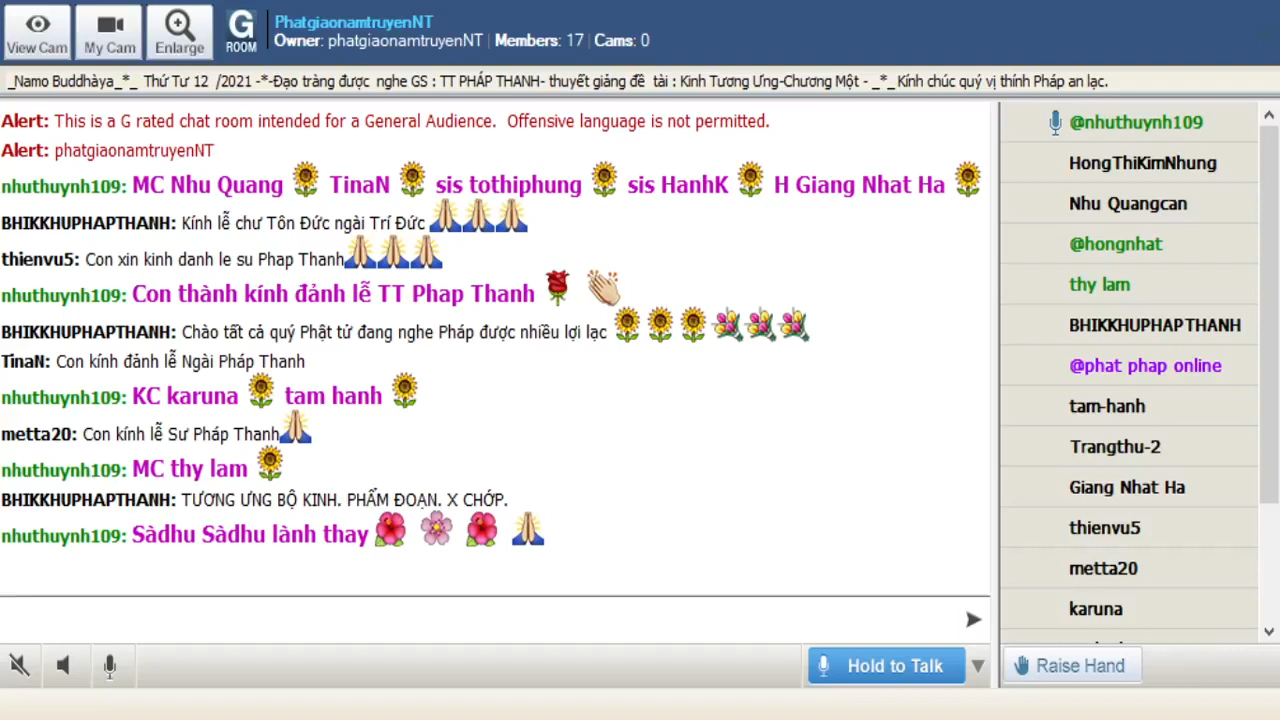 View Cam
My Cam
Enlarge
G
ROOM
PhatgiaonamtruyenNT
Owner: phatgiaonamtruyenNT | Members: 17 | Cams: 0
_Namo Buddhàya_*_ Thứ Tư 12 /2021 -*-Đạo tràng được nghe GS : TT PHÁP THANH- thuyết giảng đề tài : Kinh Tương Ưng-Chương Một - _*_ Kính chúc quý vị thính Pháp an lạc.
Alert: This is a G rated chat room intended for a General Audience. Offensive language is not permitted.
Alert: phatgiaonamtruyenNT
nhuthuynh109: MC Nhu Quang 🌻 TinaN 🌻 sis tothiphung 🌻 sis HanhK 🌻 H Giang Nhat Ha 🌻
BHIKKHUPHAPTHANH: Kính lễ chư Tôn Đức ngài Trí Đức 🙏🙏🙏
thienvu5: Con xin kinh danh le su Phap Thanh🙏🙏🙏
nhuthuynh109: Con thành kính đảnh lễ TT Phap Thanh 🌹 👏
BHIKKHUPHAPTHANH: Chào tất cả quý Phật tử đang nghe Pháp được nhiều lợi lạc 🌻🌻🌻💐💐💐
TinaN: Con kính đảnh lễ Ngài Pháp Thanh
nhuthuynh109: KC karuna 🌻 tam hanh 🌻
metta20: Con kính lễ Sư Pháp Thanh🙏
nhuthuynh109: MC thy lam 🌻
BHIKKHUPHAPTHANH: TƯƠNG ƯNG BỘ KINH. PHẨM ĐOẠN. X CHỚP.
nhuthuynh109: Sàdhu Sàdhu lành thay 🌺 🌸 🌺 🙏
@nhuthuynh109
HongThiKimNhung
Nhu Quangcan
@hongnhat
thy lam
BHIKKHUPHAPTHANH
@phat phap online
tam-hanh
Trangthu-2
Giang Nhat Ha
thienvu5
metta20
karuna
Hold to Talk
Raise Hand